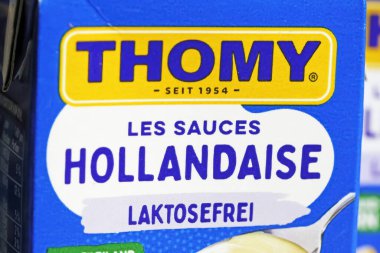 THOMY®
- SEIT 1954 -
LES SAUCES
HOLLANDAISE
LAKTOSEFREI